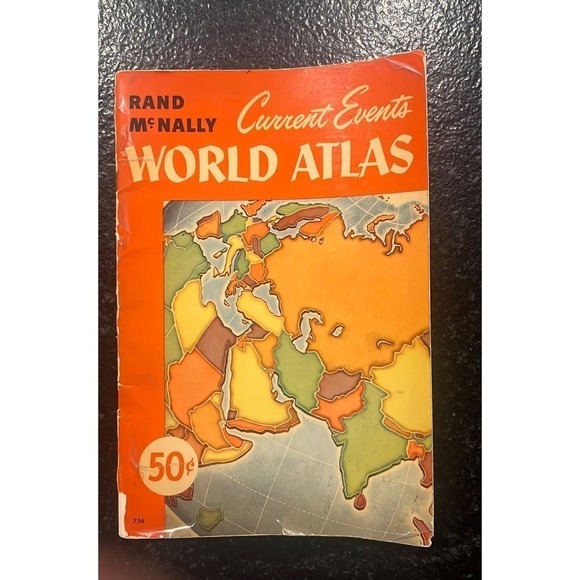 RAND
McNALLY
Current Events
WORLD ATLAS
50¢
756